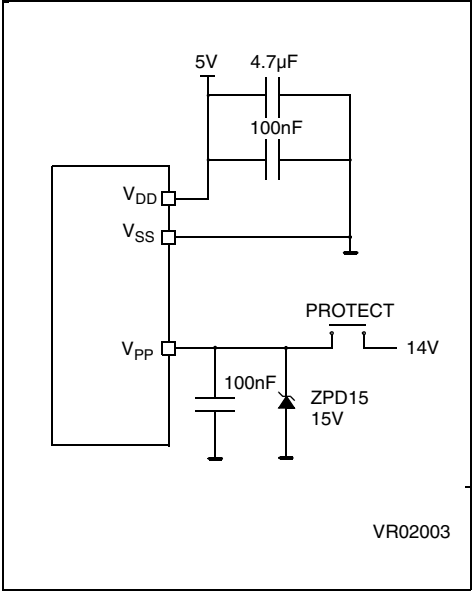 5V 4.7µF
100nF
VDD
VSS
PROTECT
VPP
14V
100nF
ZPD15
15V
VR02003